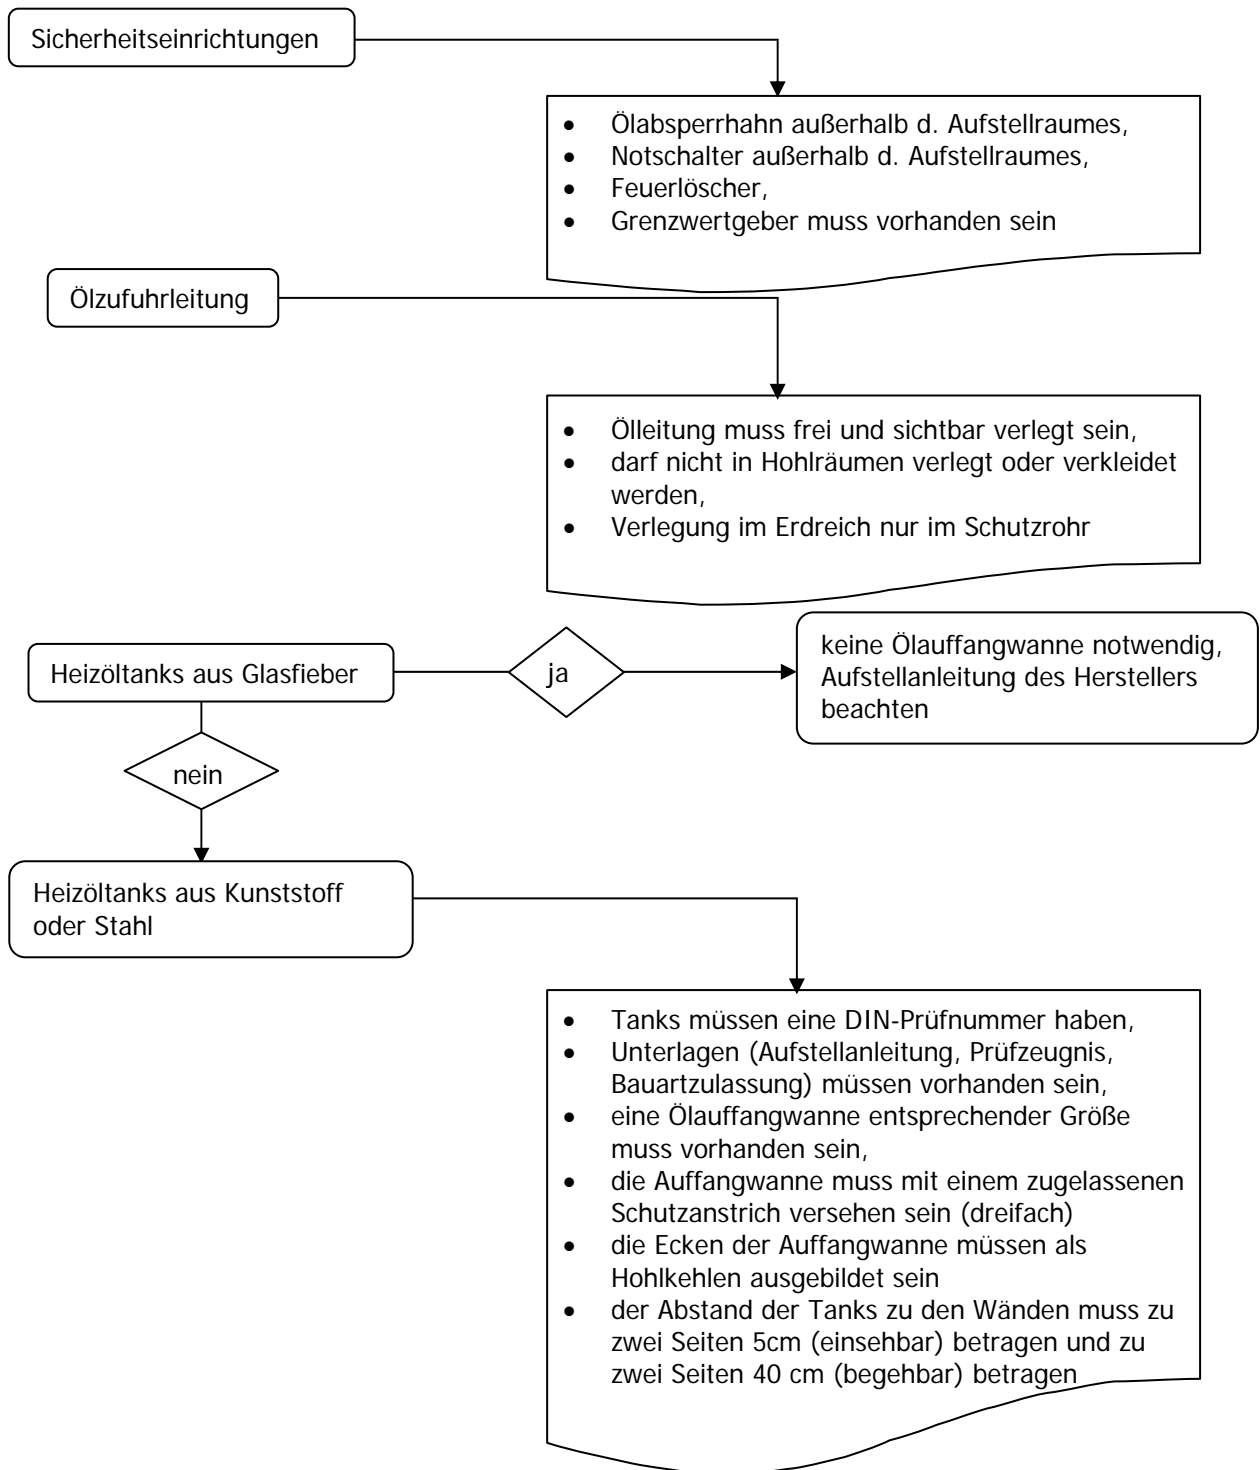 Sicherheitseinrichtungen
• Ölabsperrhahn außerhalb d. Aufstellraumes,
• Notschalter außerhalb d. Aufstellraumes,
• Feuerlöscher,
• Grenzwertgeber muss vorhanden sein
Ölzufuhrleitung
• Ölleitung muss frei und sichtbar verlegt sein,
• darf nicht in Hohlräumen verlegt oder verkleidet
werden,
• Verlegung im Erdreich nur im Schutzrohr
Heizöltanks aus Glasfieber
ja
keine Ölauffangwanne notwendig,
Aufstellanleitung des Herstellers
beachten
nein
Heizöltanks aus Kunststoff
oder Stahl
• Tanks müssen eine DIN-Prüfnummer haben,
• Unterlagen (Aufstellanleitung, Prüfzeugnis,
Bauartzulassung) müssen vorhanden sein,
• eine Ölauffangwanne entsprechender Größe
muss vorhanden sein,
• die Auffangwanne muss mit einem zugelassenen
Schutzanstrich versehen sein (dreifach)
• die Ecken der Auffangwanne müssen als
Hohlkehlen ausgebildet sein
• der Abstand der Tanks zu den Wänden muss zu
zwei Seiten 5cm (einsehbar) betragen und zu
zwei Seiten 40 cm (begehbar) betragen